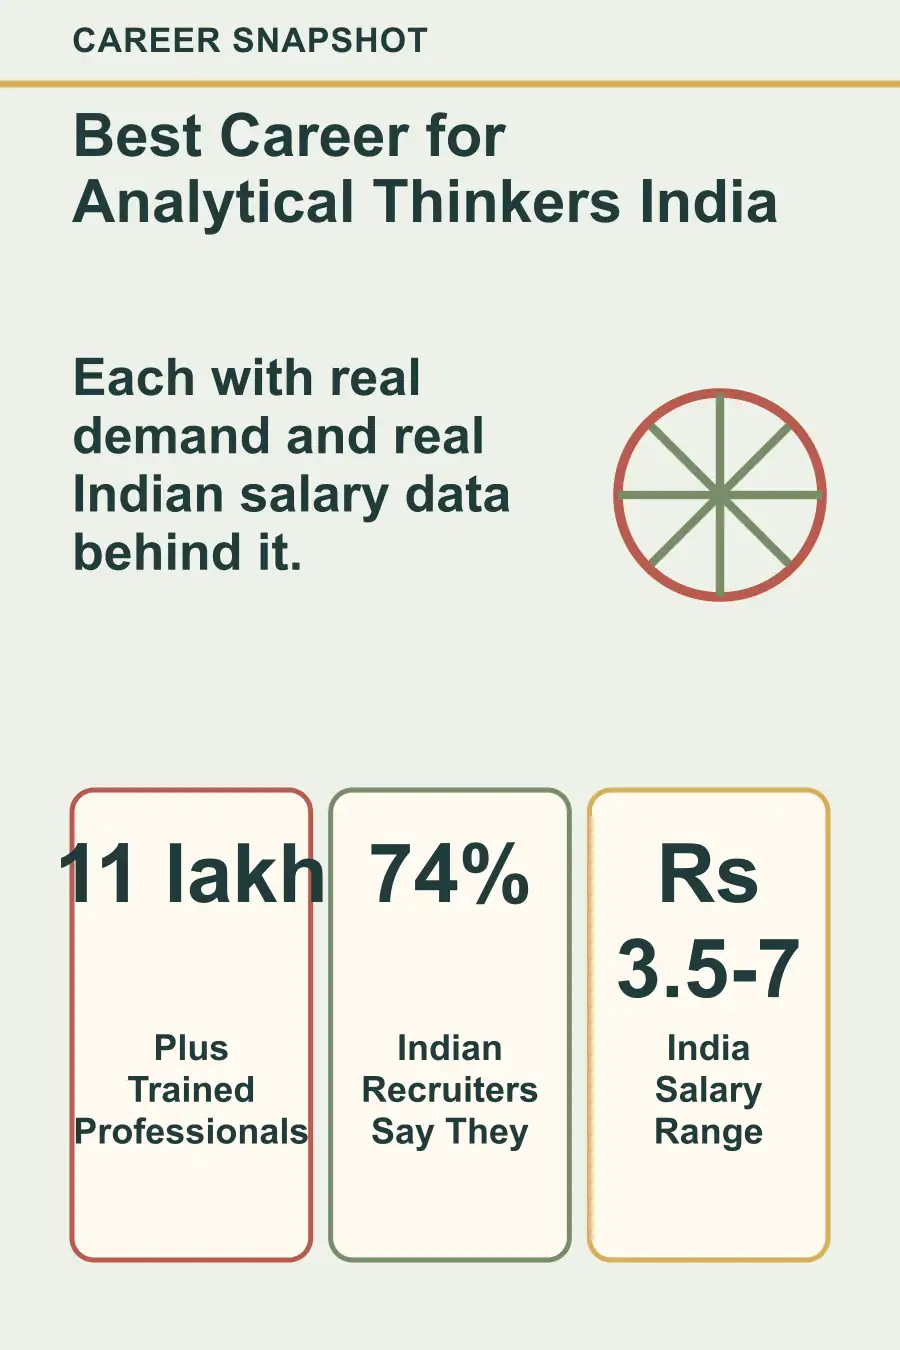 CAREER SNAPSHOT
Best Career for
Analytical Thinkers India
Each with real
demand and real
Indian salary data
behind it.
11 lakh
Plus
Trained
Professionals
74%
Indian
Recruiters
Say They
Rs
3.5-7
India
Salary
Range